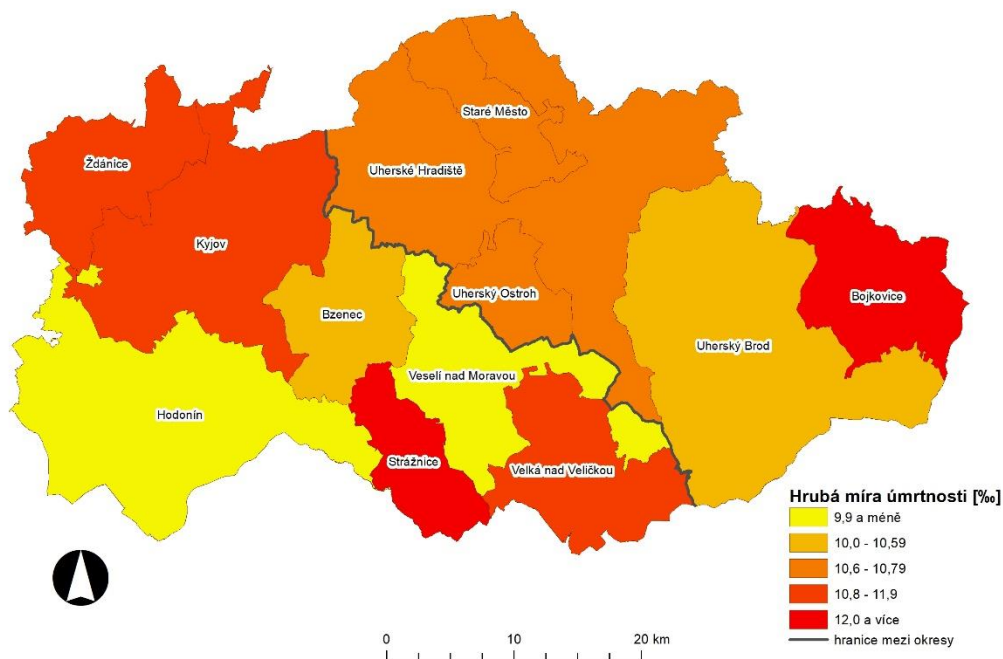 Staré Město
Ždánice
Uherské Hradiště
Kyjov
Uherský Ostroh
Bojkovice
Bzenec
Uherský Brod
Veselí nad Moravou
Hodonín
Strážnice
Velká nad Veličkou
Hrubá míra úmrtnosti [‰]
9,9 a méně
10,0 - 10,59
10,6 - 10,79
10,8 - 11,9
12,0 a více
hranice mezi okresy
0 10 20 km